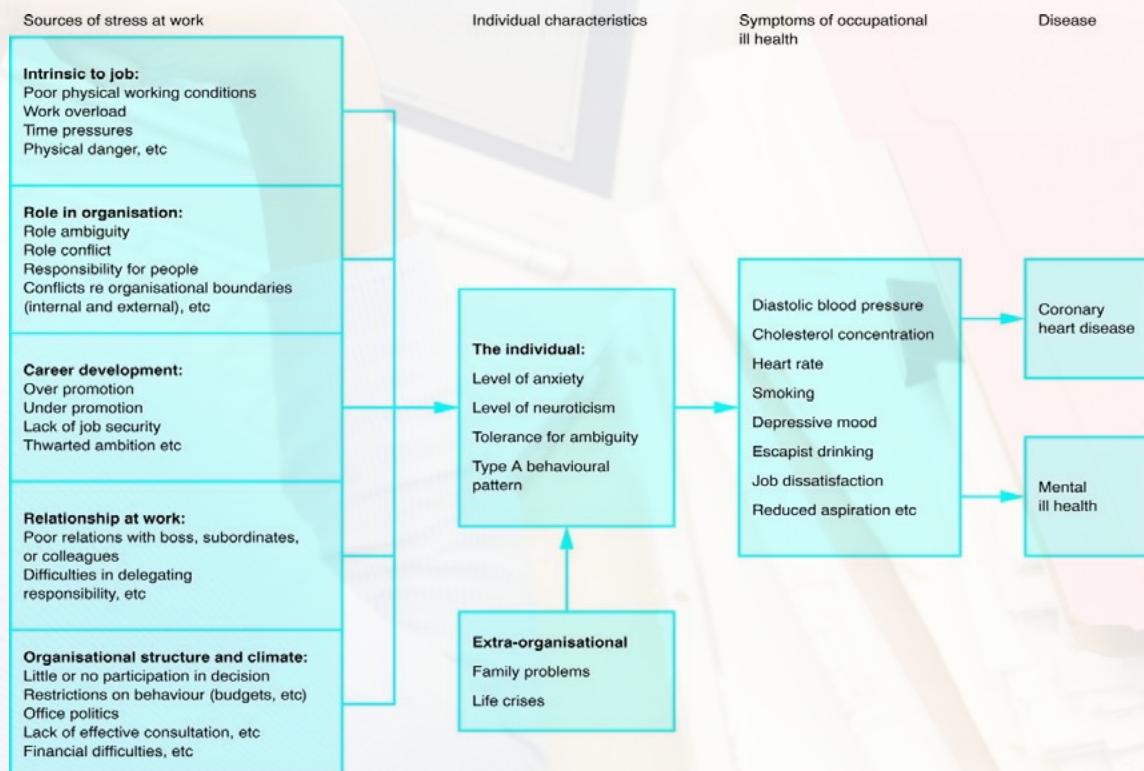 Sources of stress at work
Individual characteristics
Symptoms of occupational
ill health
Disease
Intrinsic to job:
Poor physical working conditions
Work overload
Time pressures
Physical danger, etc
Role in organisation:
Role ambiguity
Role conflict
Responsibility for people
Conflicts re organisational boundaries
(internal and external), etc
Career development:
Over promotion
Under promotion
Lack of job security
Thwarted ambition etc
Relationship at work:
Poor relations with boss, subordinates,
or colleagues
Difficulties in delegating
responsibility, etc
Organisational structure and climate:
Little or no participation in decision
Restrictions on behaviour (budgets, etc)
Office politics
Lack of effective consultation, etc
Financial difficulties, etc
The individual:
Level of anxiety
Level of neuroticism
Tolerance for ambiguity
Type A behavioural
pattern
Extra-organisational
Family problems
Life crises
Diastolic blood pressure
Cholesterol concentration
Heart rate
Smoking
Depressive mood
Escapist drinking
Job dissatisfaction
Reduced aspiration etc
Coronary
heart disease
Mental
ill health